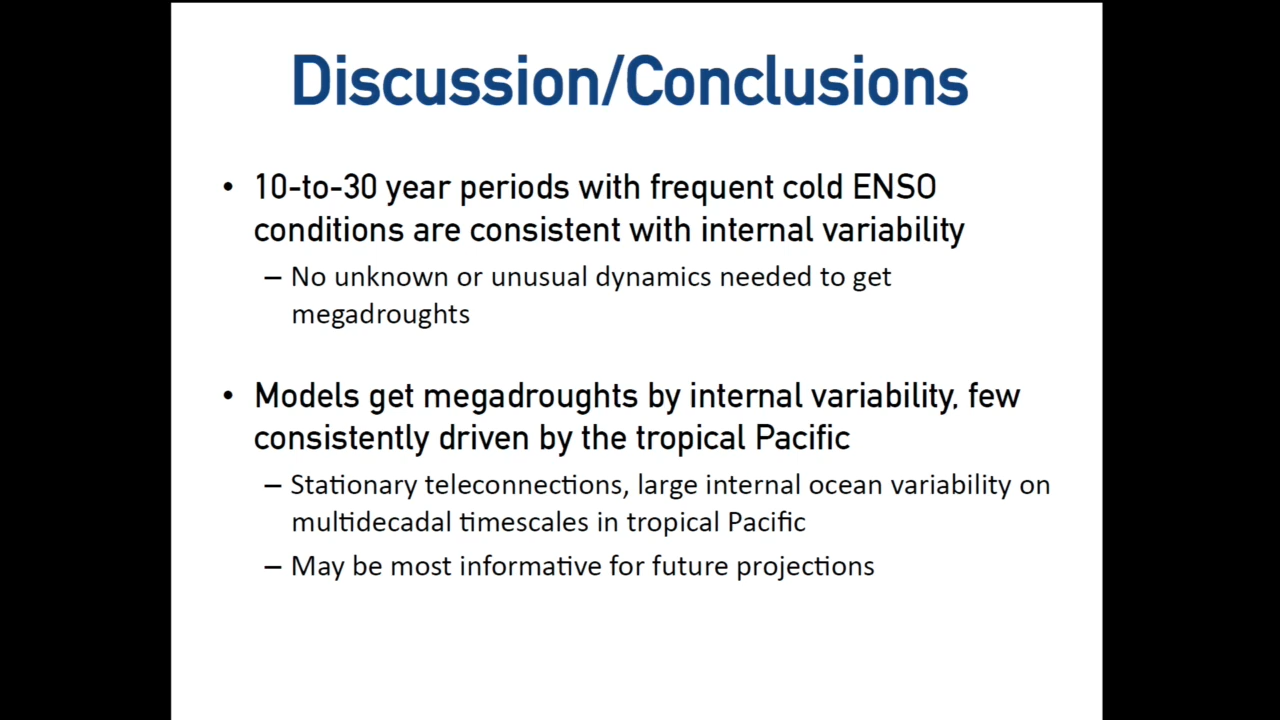 Discussion/Conclusions
• 10-to-30 year periods with frequent cold ENSO
conditions are consistent with internal variability
– No unknown or unusual dynamics needed to get
megadroughts
• Models get megadroughts by internal variability, few
consistently driven by the tropical Pacific
– Stationary teleconnections, large internal ocean variability on
multidecadal timescales in tropical Pacific
– May be most informative for future projections